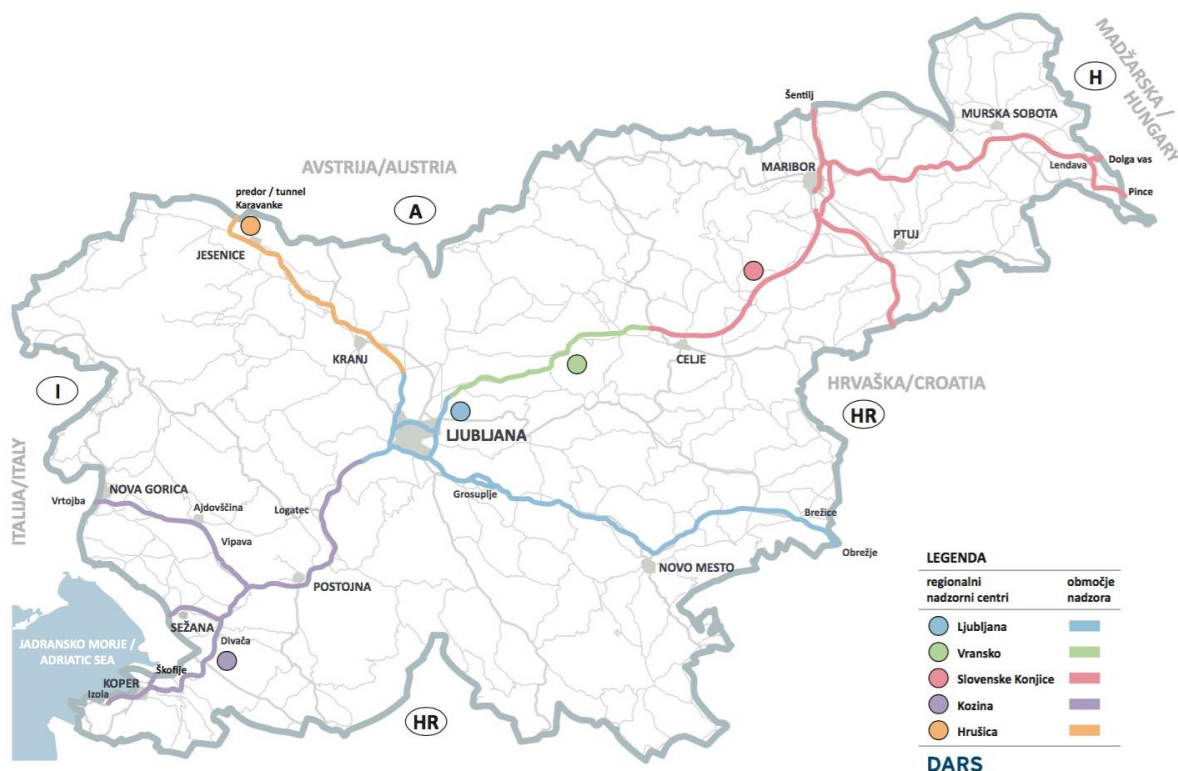 MADŽARSKA /
HUNGARY
H
Šentilj
MURSKA SOBOTA
Dolga vas
Lendava
Pince
MARIBOR
AVSTRIJA/AUSTRIA
predor / tunnel
Karavanke
A
JESENICE
PTUJ
KRANJ
CELJE
HRVAŠKA/CROATIA
HR
I
ITALIJA/ITALY
LJUBLJANA
Grosuplje
NOVA GORICA
Vrtojba
Ajdovščina
Logatec
Vipava
Brežice
Obrežje
NOVO MESTO
POSTOJNA
SEŽANA
Divača
JADRANSKO MORJE /
ADRIATIC SEA
Škofije
KOPER
Izola
HR
LEGENDA
regionalni
nadzorni centri
območje
nadzora
Ljubljana
Vransko
Slovenske Konjice
Kozina
Hrušica
DARS